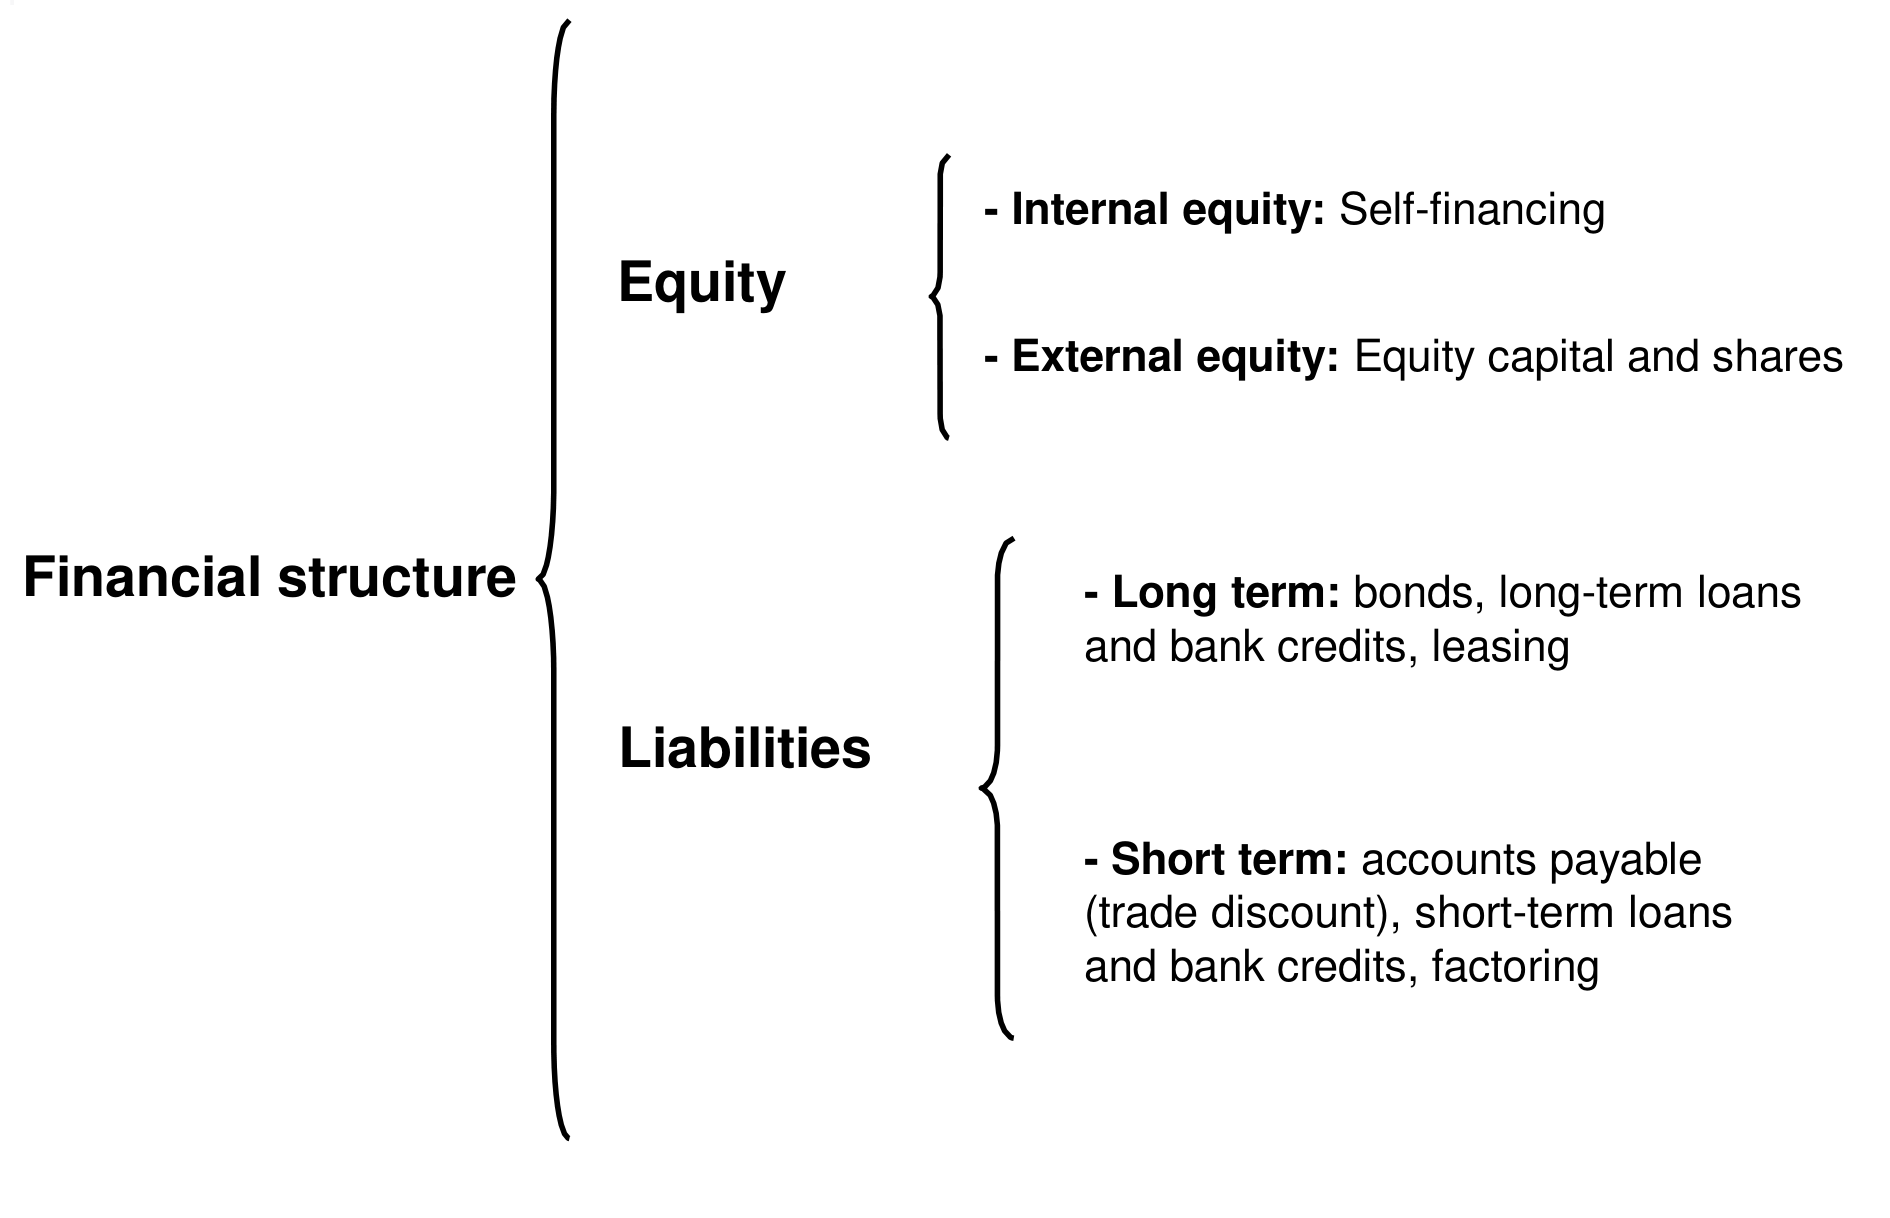 Financial structure
Equity
- Internal equity: Self-financing
- External equity: Equity capital and shares
Liabilities
- Long term: bonds, long-term loans
and bank credits, leasing
- Short term: accounts payable
(trade discount), short-term loans
and bank credits, factoring